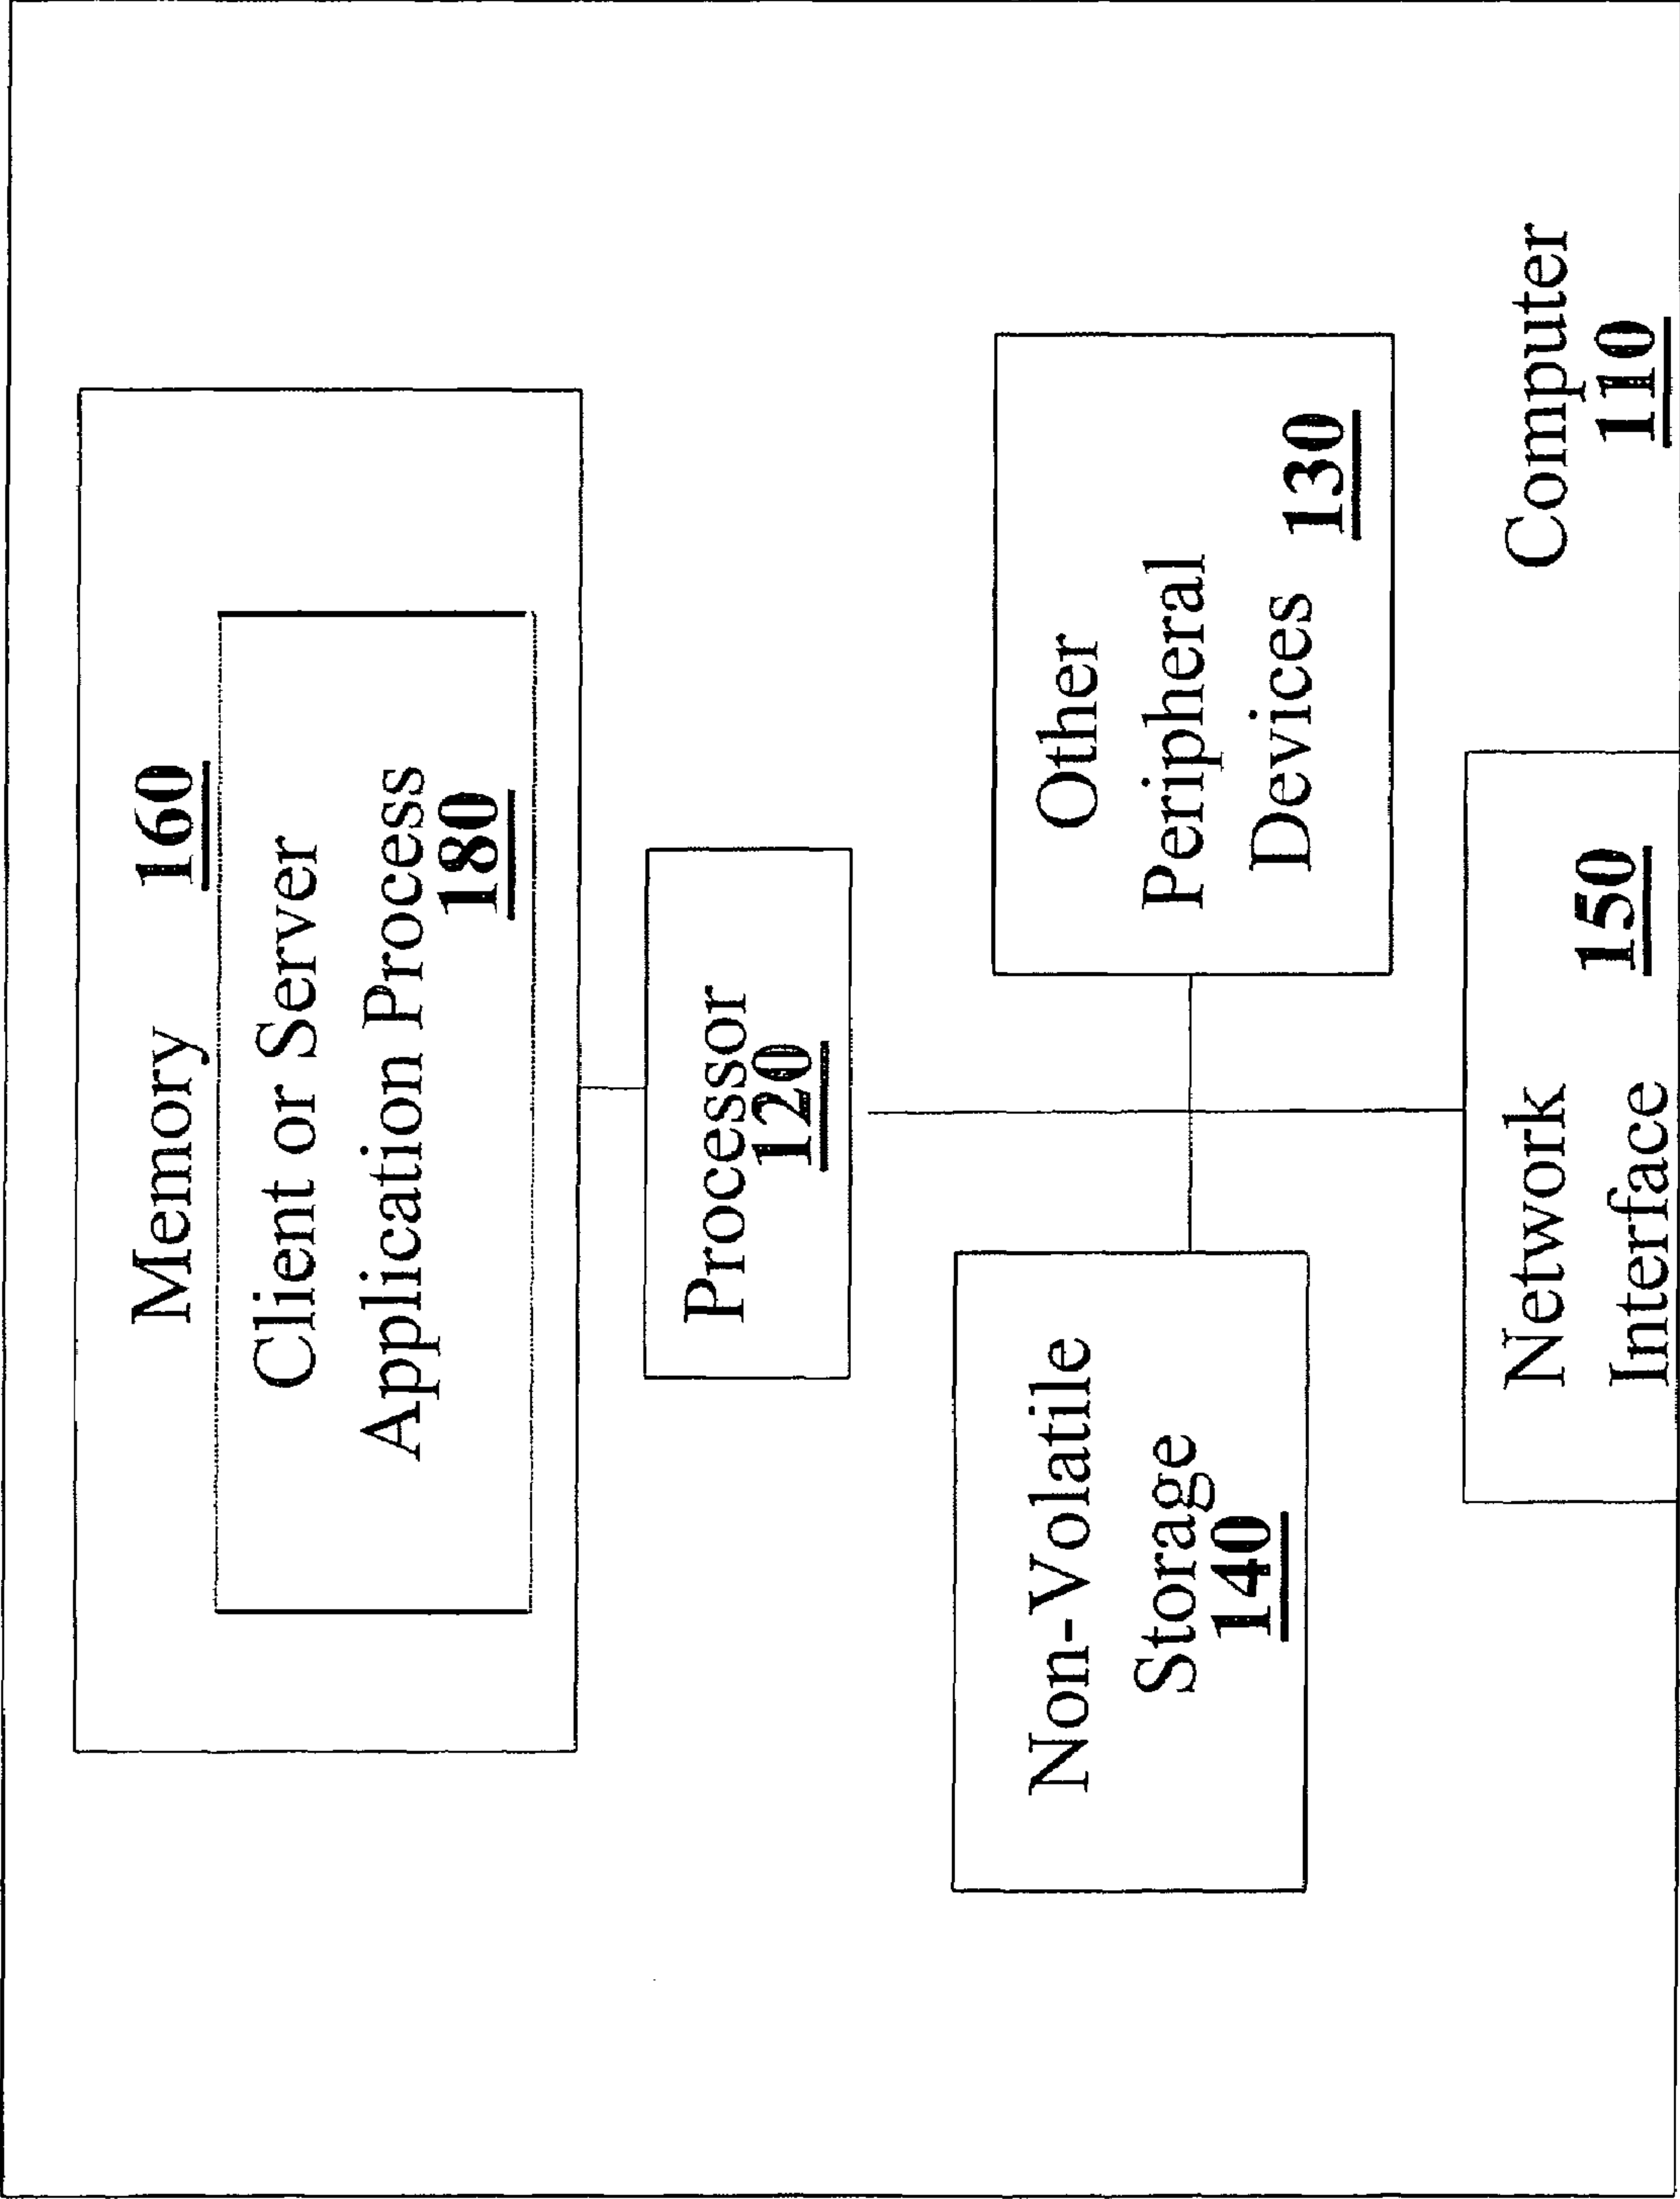 Memory 160
Client or Server
Application Process
180
Processor
120
Non-Volatile
Storage
140
Other
Peripheral
Devices 130
Network
Interface 150
Computer
110